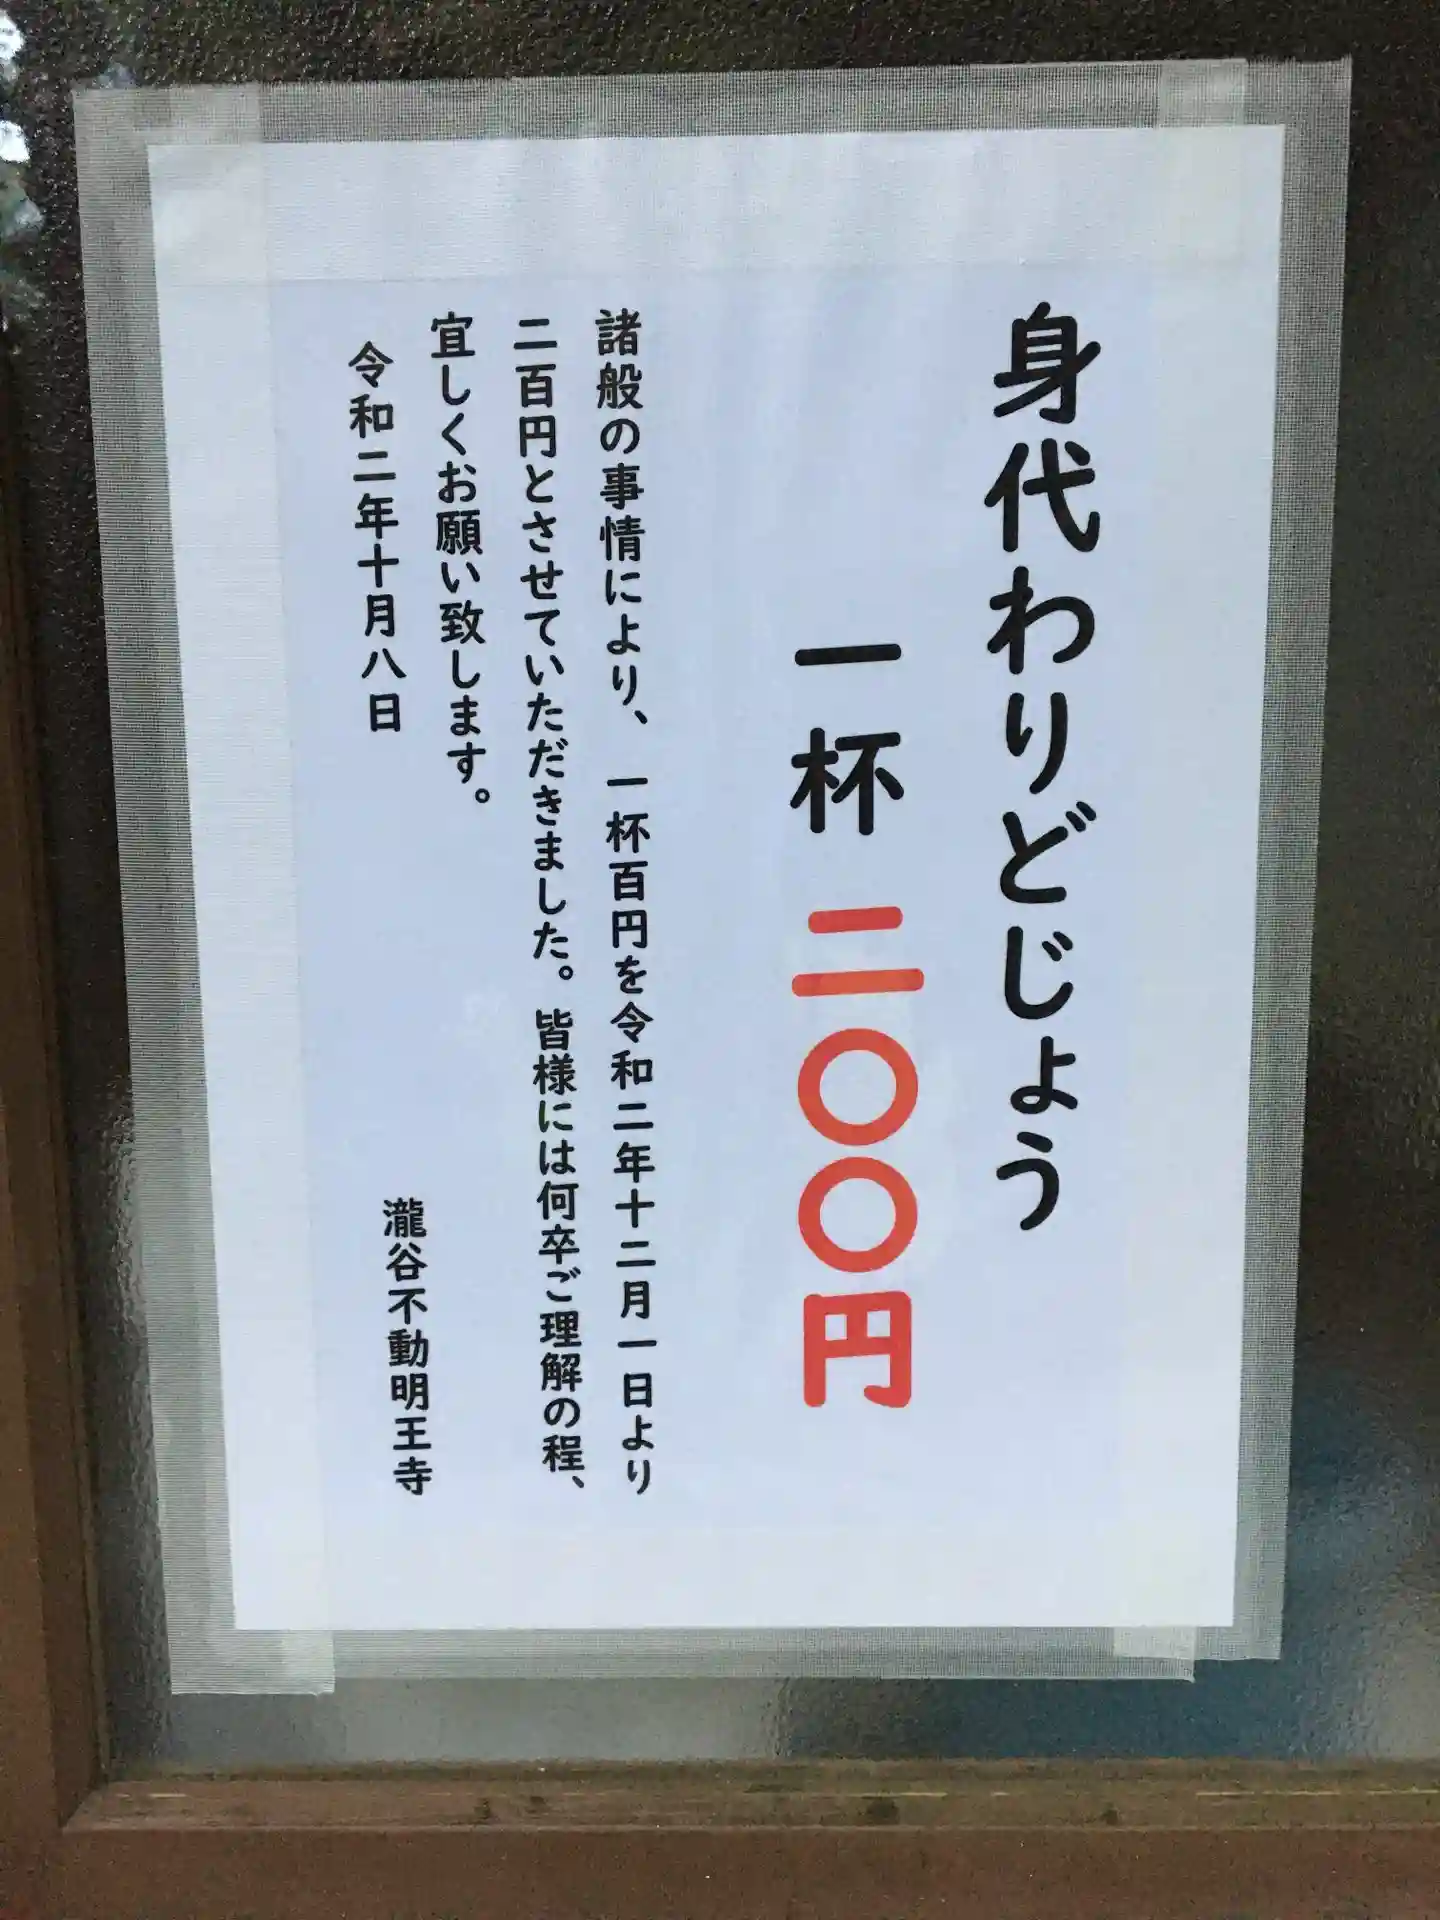 身代わりどじょう
一杯 二〇〇円
諸般の事情により、一杯百円を令和二年十二月一日より
二百円とさせていただきました。皆様には何卒ご理解の程、
宜しくお願い致します。
令和二年十月八日
瀧谷不動明王寺